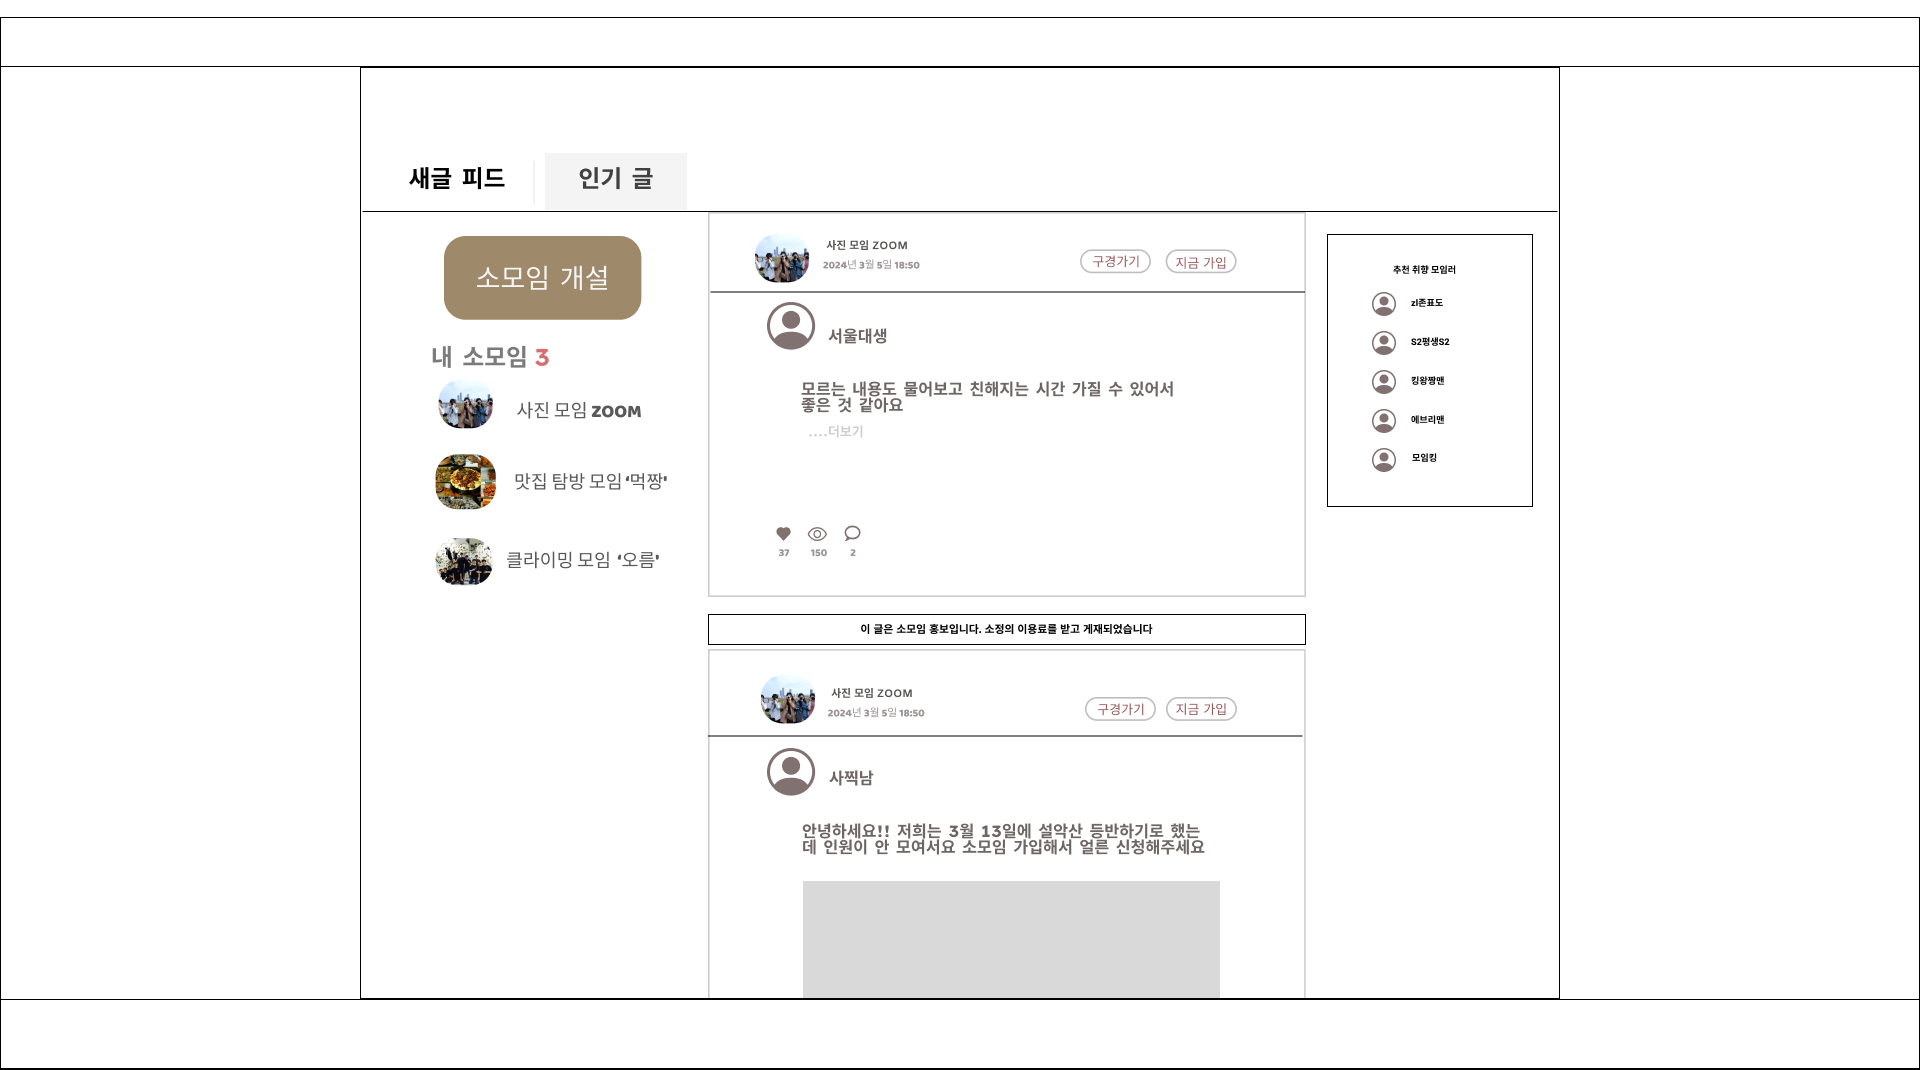 새글 피드
인기 글
소모임 개설
내 소모임 3
사진 모임 ZOOM
맛집 탐방 모임 '먹짱'
클라이밍 모임 '오름'
사진 모임 ZOOM
2024년 3월 5일 18:50
구경가기
지금 가입
서울대생
모르는 내용도 물어보고 친해지는 시간 가질 수 있어서
좋은 것 같아요
....더보기
37
150
2
이 글은 소모임 홍보입니다. 소정의 이용료를 받고 게재되었습니다
사진 모임 ZOOM
2024년 3월 5일 18:50
구경가기
지금 가입
사찍남
안녕하세요!! 저희는 3월 13일에 설악산 등반하기로 했는
데 인원이 안 모여서요 소모임 가입해서 얼른 신청해주세요
추천 취향 모임러
zl존표도
S2평생S2
킹왕짱맨
에브리맨
모임킹